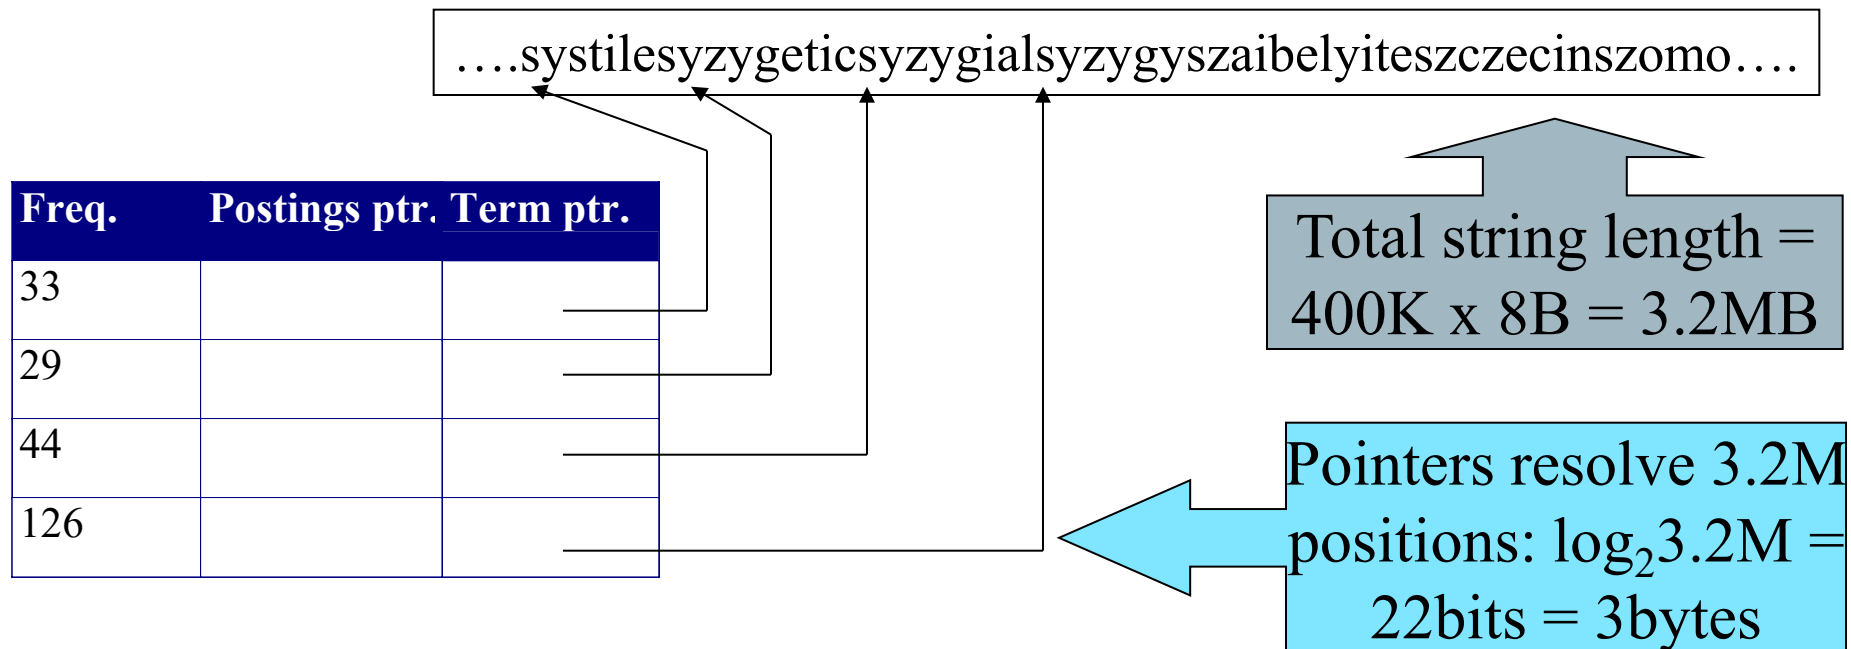 ….systilesyzygeticsyzygialsyzygyszaibelyiteszczecinszomo….
Freq. Postings ptr. Term ptr.
33
29
44
126
Total string length =
400K x 8B = 3.2MB
Pointers resolve 3.2M
positions: log₂3.2M =
22bits = 3bytes